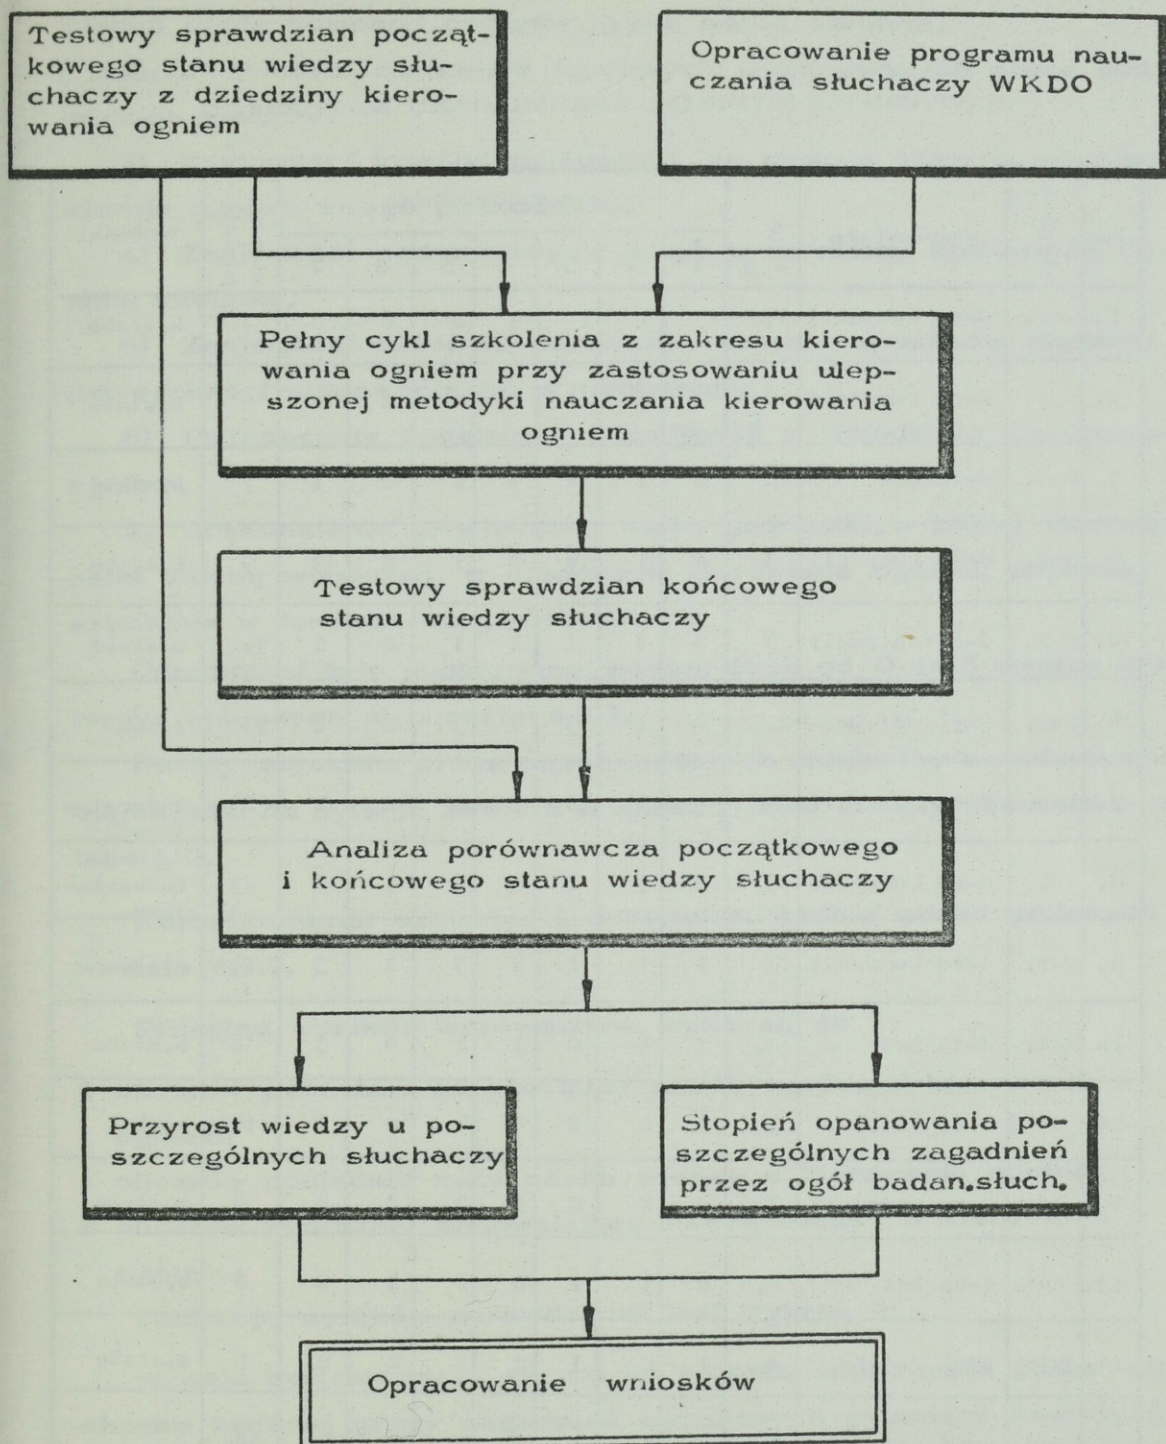 Testowy sprawdzian począt-
kowego stanu wiedzy słu-
chaczy z dziedziny kiero-
wania ogniem
Opracowanie programu nau-
czania słuchaczy WKDO
Pełny cykl szkolenia z zakresu kiero-
wania ogniem przy zastosowaniu ulep-
szonej metodyki nauczania kierowania
ogniem
Testowy sprawdzian końcowego
stanu wiedzy słuchaczy
Analiza porównawcza początkowego
i końcowego stanu wiedzy słuchaczy
Przyrost wiedzy u po-
szczególnych słuchaczy
Stopień opanowania po-
szczególnych zagadnień
przez ogół badan.słuch.
Opracowanie wniosków